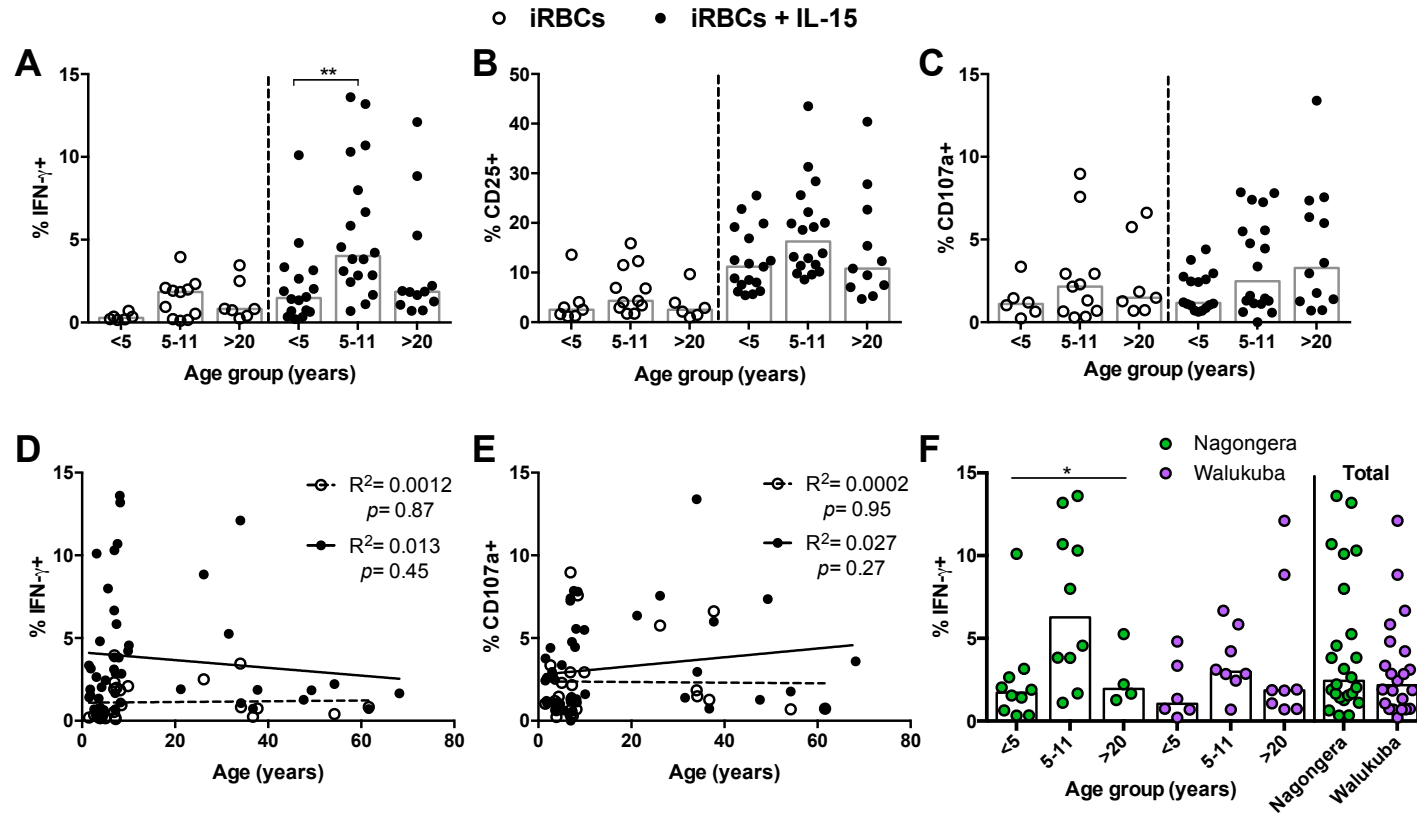 iRBCs iRBCs + IL-15
A
15
10
5
0
% IFN-γ+
**
<5 5-11 >20 <5 5-11 >20
Age group (years)
B
50
40
30
20
10
0
% CD25+
<5 5-11 >20 <5 5-11 >20
Age group (years)
C
15
10
5
0
% CD107a+
<5 5-11 >20 <5 5-11 >20
Age group (years)
D
15
10
5
0
% IFN-γ+
R²= 0.0012
p= 0.87
R²= 0.013
p= 0.45
0 20 40 60 80
Age (years)
E
15
10
5
0
% CD107a+
R²= 0.0002
p= 0.95
R²= 0.027
p= 0.27
0 20 40 60 80
Age (years)
F
Nagongera
Walukuba
Total
*
15
10
5
0
% IFN-γ+
<5 5-11 >20 <5 5-11 >20 Nagongera Walukuba
Age group (years)